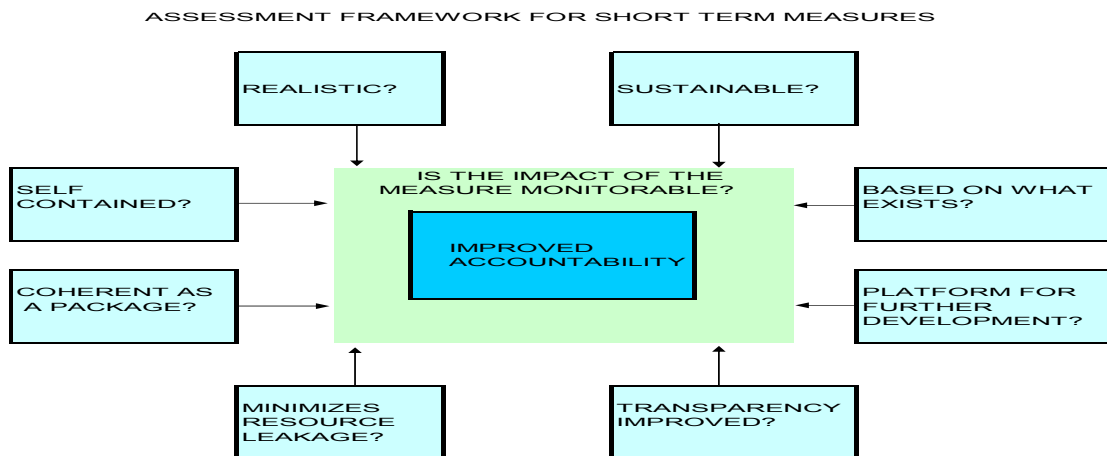 ASSESSMENT FRAMEWORK FOR SHORT TERM MEASURES
REALISTIC?
SUSTAINABLE?
SELF
CONTAINED?
IS THE IMPACT OF THE
MEASURE MONITORABLE?
BASED ON WHAT
EXISTS?
IMPROVED
ACCOUNTABILITY
COHERENT AS
A PACKAGE?
PLATFORM FOR
FURTHER
DEVELOPMENT?
MINIMIZES
RESOURCE
LEAKAGE?
TRANSPARENCY
IMPROVED?